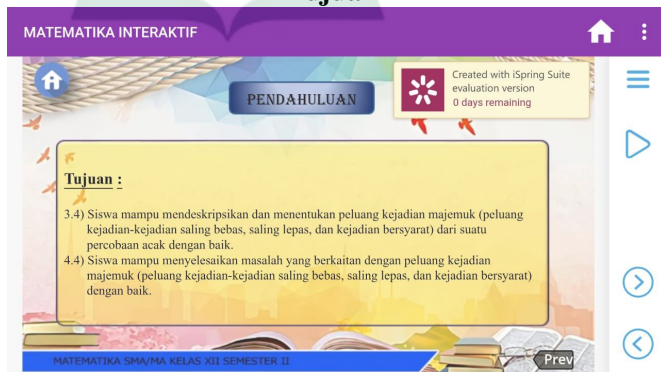 MATEMATIKA INTERAKTIF
PENDAHULUAN
Created with iSpring Suite
evaluation version
0 days remaining
Tujuan :
3.4) Siswa mampu mendeskripsikan dan menentukan peluang kejadian majemuk (peluang
kejadian-kejadian saling bebas, saling lepas, dan kejadian bersyarat) dari suatu
percobaan acak dengan baik.
4.4) Siswa mampu menyelesaikan masalah yang berkaitan dengan peluang kejadian
majemuk (peluang kejadian-kejadian saling bebas, saling lepas, dan kejadian bersyarat)
dengan baik.
MATEMATIKA SMA/MA KELAS XII SEMESTER II
Prev